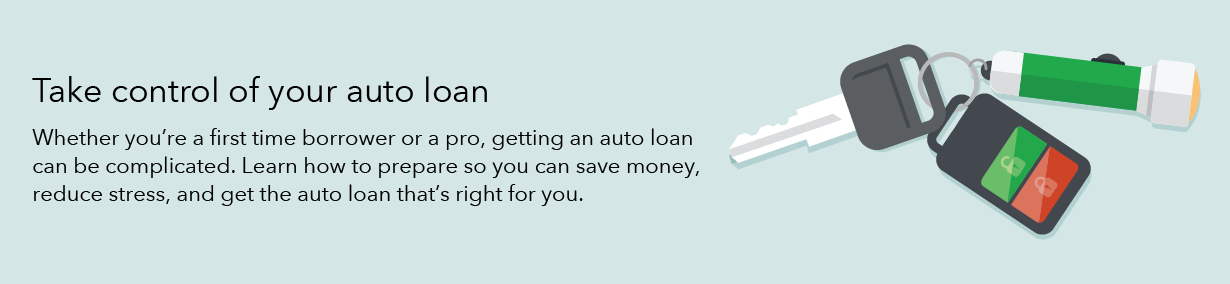 Take control of your auto loan
Whether you’re a first time borrower or a pro, getting an auto loan
can be complicated. Learn how to prepare so you can save money,
reduce stress, and get the auto loan that’s right for you.